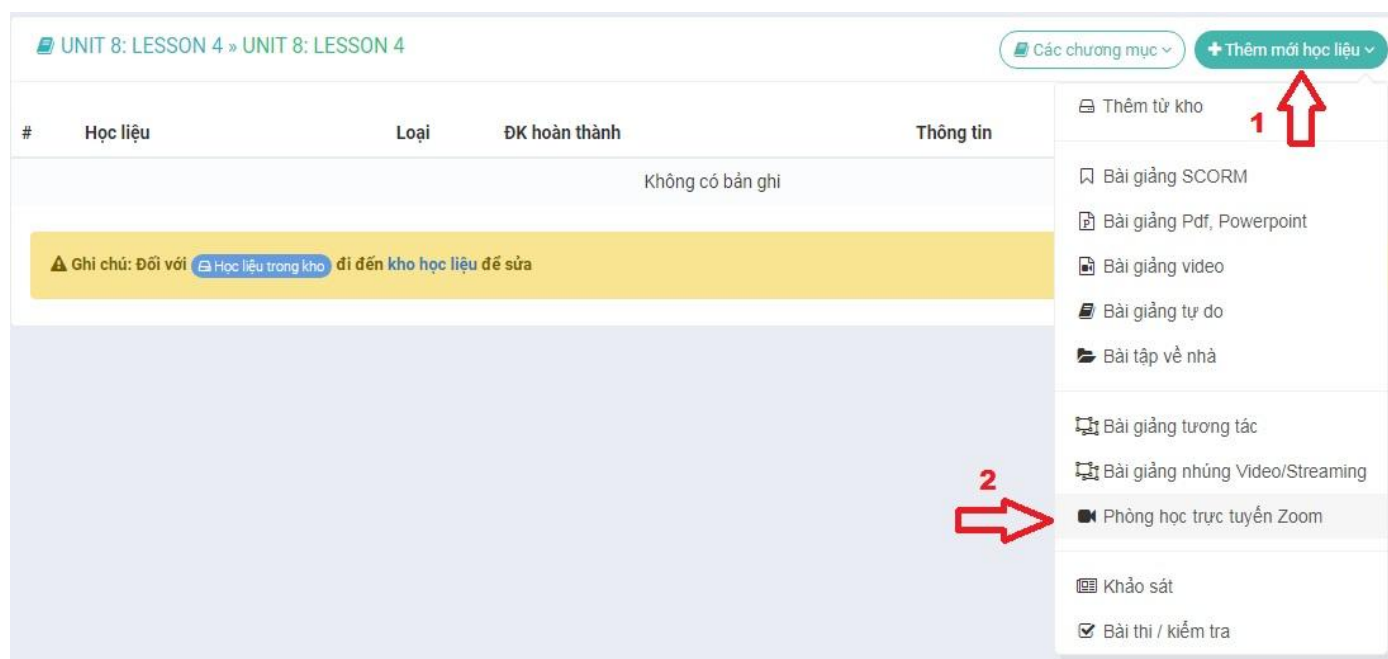 UNIT 8: LESSON 4 » UNIT 8: LESSON 4
Các chương mục
Thêm mới học liệu
1
# Học liệu Loại ĐK hoàn thành Thông tin
Không có bản ghi
Ghi chú: Đối với Học liệu trong kho đi đến kho học liệu để sửa
Thêm từ kho
Bài giảng SCORM
Bài giảng Pdf, Powerpoint
Bài giảng video
Bài giảng tự do
Bài tập về nhà
Bài giảng tương tác
Bài giảng nhúng Video/Streaming
2
Phòng học trực tuyến Zoom
Khảo sát
Bài thi / kiểm tra